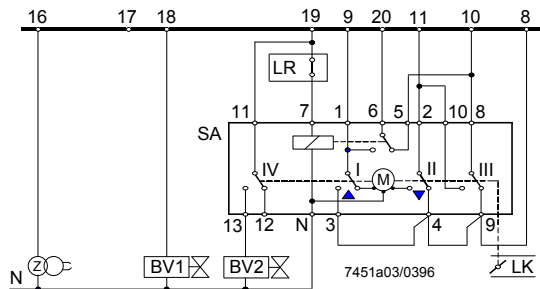 16 17 18 19 9 20 11 10 8
LR
11 7 1 6 5 2 10 8
SA
IV I M II III
13 12 N 3 4 9
N Z BV1 BV2 7451a03/0396 LK